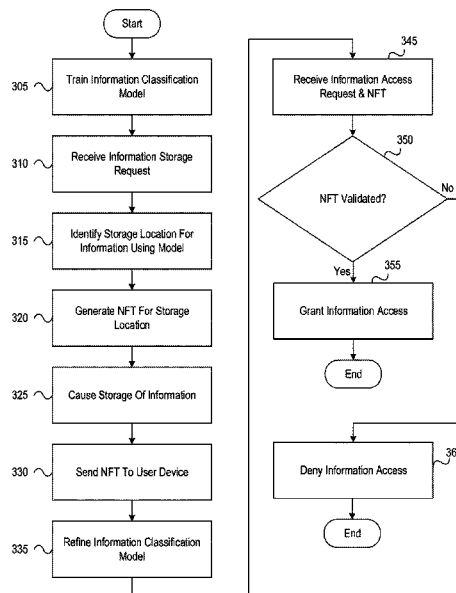 Start
305
Train Information Classification
Model
310
Receive Information Storage
Request
315
Identify Storage Location For
Information Using Model
320
Generate NFT For Storage
Location
325
Cause Storage Of Information
330
Send NFT To User Device
335
Refine Information Classification
Model
345
Receive Information Access
Request & NFT
350
NFT Validated?
No
Yes
355
Grant Information Access
End
36
Deny Information Access
End